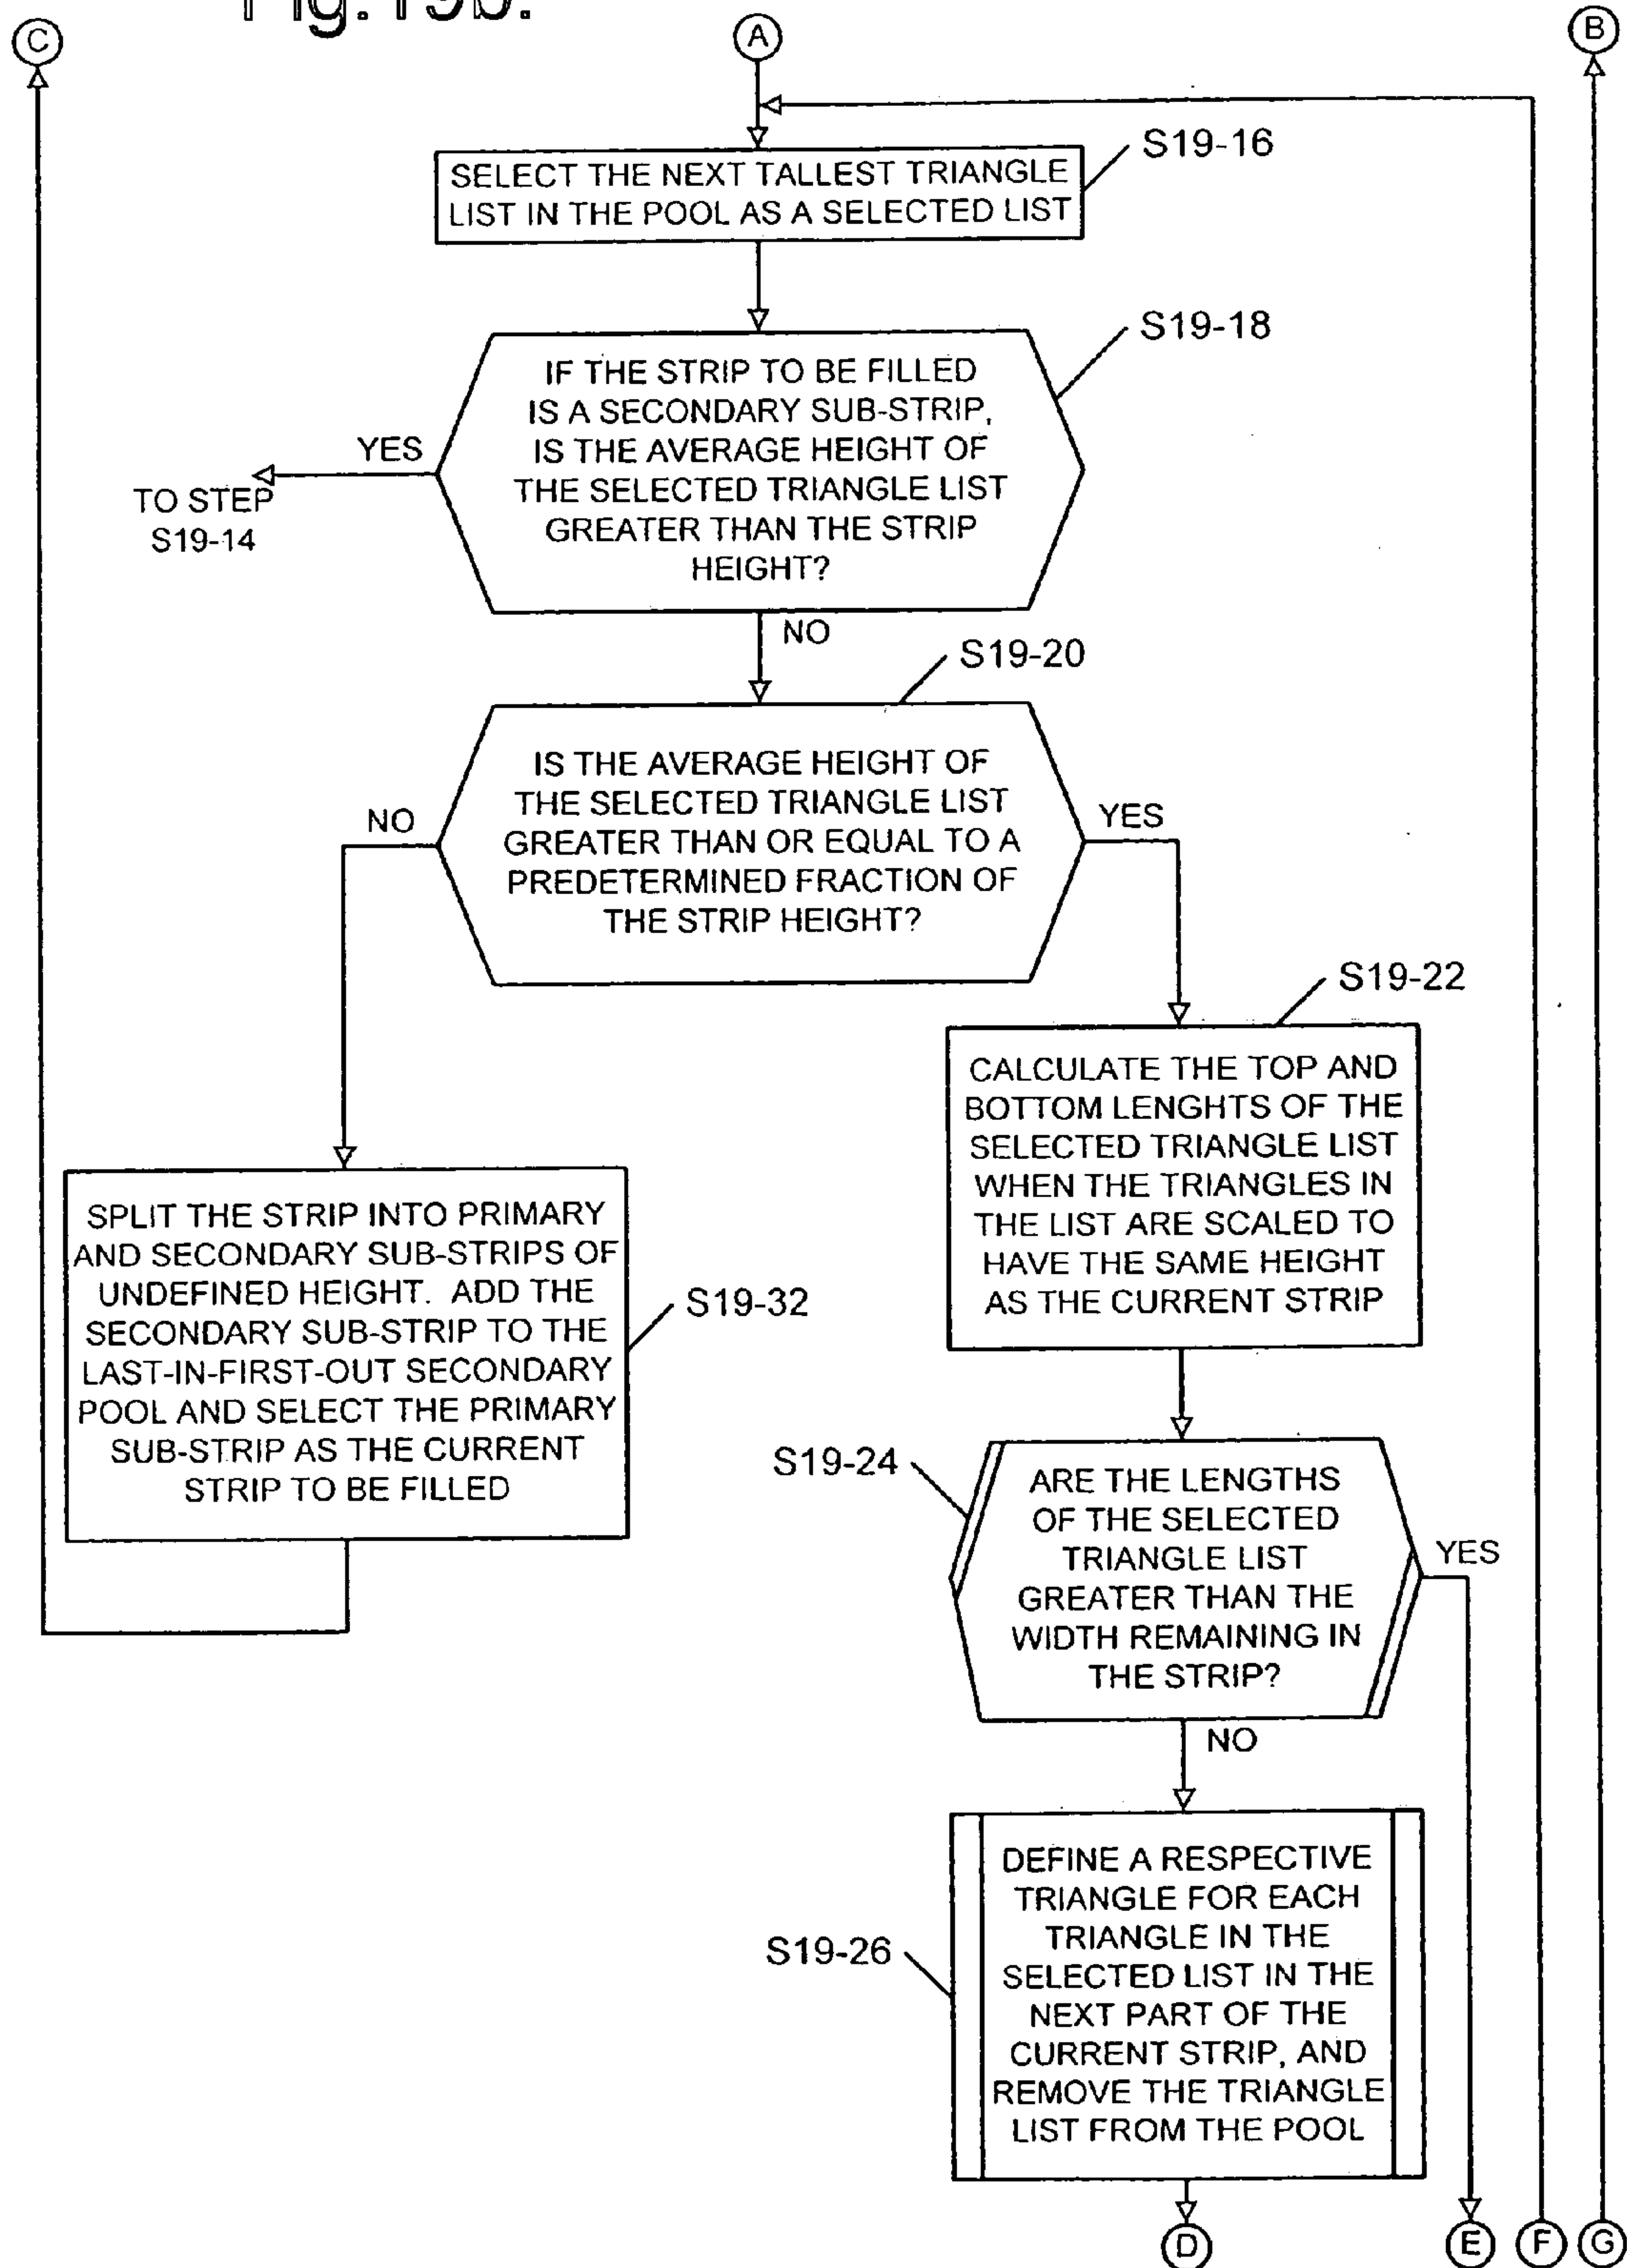 Fig.19b.
C
A
B
S19-16
SELECT THE NEXT TALLEST TRIANGLE
LIST IN THE POOL AS A SELECTED LIST
S19-18
IF THE STRIP TO BE FILLED
IS A SECONDARY SUB-STRIP,
IS THE AVERAGE HEIGHT OF
THE SELECTED TRIANGLE LIST
GREATER THAN THE STRIP
HEIGHT?
YES
TO STEP
S19-14
NO
S19-20
IS THE AVERAGE HEIGHT OF
THE SELECTED TRIANGLE LIST
GREATER THAN OR EQUAL TO A
PREDETERMINED FRACTION OF
THE STRIP HEIGHT?
NO
YES
S19-22
CALCULATE THE TOP AND
BOTTOM LENGHTS OF THE
SELECTED TRIANGLE LIST
WHEN THE TRIANGLES IN
THE LIST ARE SCALED TO
HAVE THE SAME HEIGHT
AS THE CURRENT STRIP
SPLIT THE STRIP INTO PRIMARY
AND SECONDARY SUB-STRIPS OF
UNDEFINED HEIGHT. ADD THE
SECONDARY SUB-STRIP TO THE
LAST-IN-FIRST-OUT SECONDARY
POOL AND SELECT THE PRIMARY
SUB-STRIP AS THE CURRENT
STRIP TO BE FILLED
S19-32
S19-24
ARE THE LENGTHS
OF THE SELECTED
TRIANGLE LIST
GREATER THAN THE
WIDTH REMAINING IN
THE STRIP?
YES
NO
S19-26
DEFINE A RESPECTIVE
TRIANGLE FOR EACH
TRIANGLE IN THE
SELECTED LIST IN THE
NEXT PART OF THE
CURRENT STRIP, AND
REMOVE THE TRIANGLE
LIST FROM THE POOL
D
E
F
G